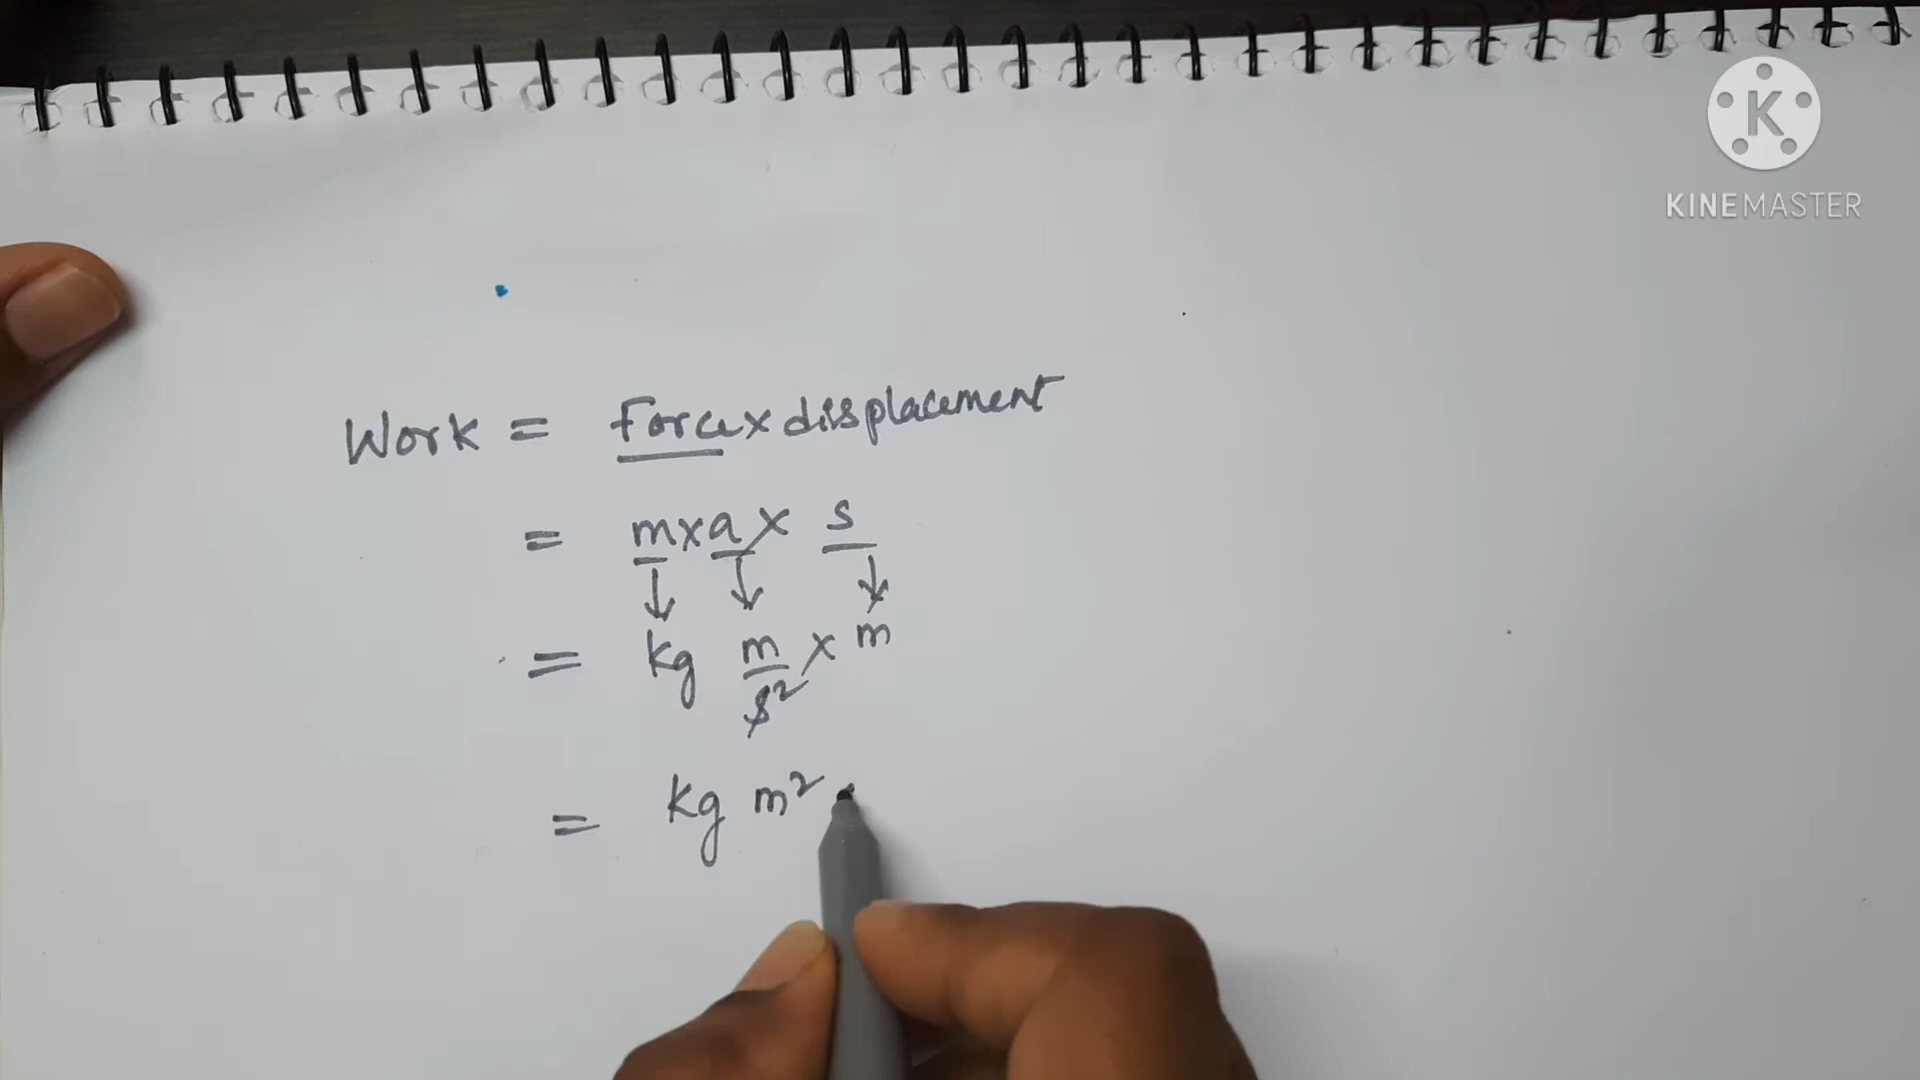 K
KINEMASTER
Work = Force x displacement
= m x a x s
= kg m/s² x m
= kg m²